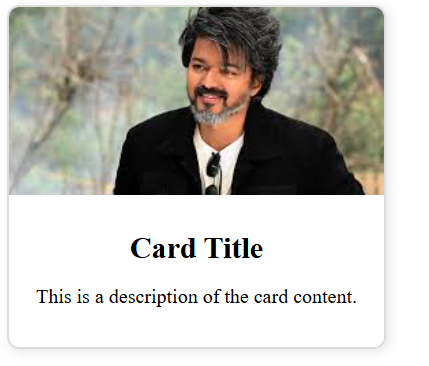 Card Title
This is a description of the card content.